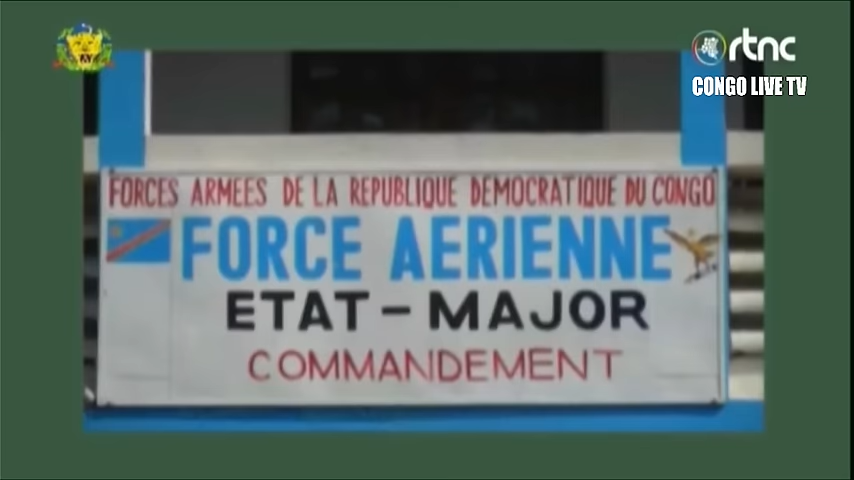 rtnc
CONGO LIVE TV
FORCES ARMEES DE LA REPUBLIQUE DEMOCRATIQUE DU CONGO
FORCE AERIENNE
ETAT-MAJOR
COMMANDEMENT